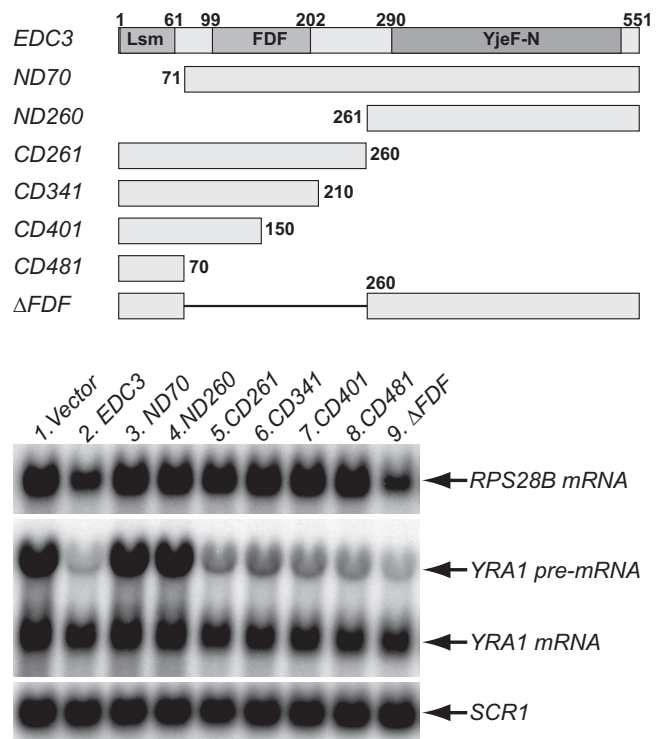 1 61 99 202 290 551
EDC3 Lsm FDF YjeF-N
ND70 71
ND260 261
CD261 260
CD341 210
CD401 150
CD481 70
260
ΔFDF
1.Vector
2. EDC3
3. ND70
4.ND260
5.CD261
6.CD341
7.CD401
8.CD481
9. ΔFDF
RPS28B mRNA
YRA1 pre-mRNA
YRA1 mRNA
SCR1